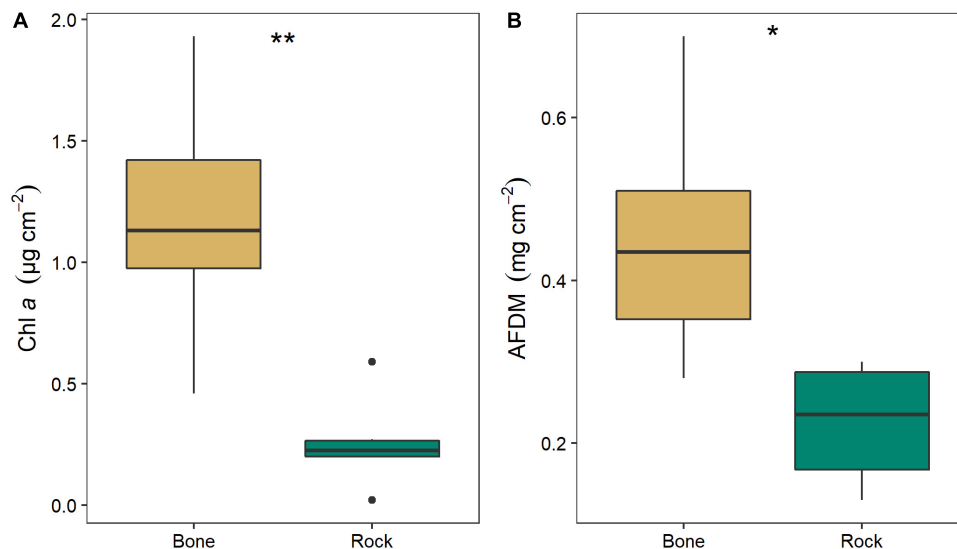 A
**
Chl a (µg cm−2)
2.0
1.5
1.0
0.5
0.0
Bone Rock
B
*
AFDM (mg cm−2)
0.6
0.4
0.2
Bone Rock